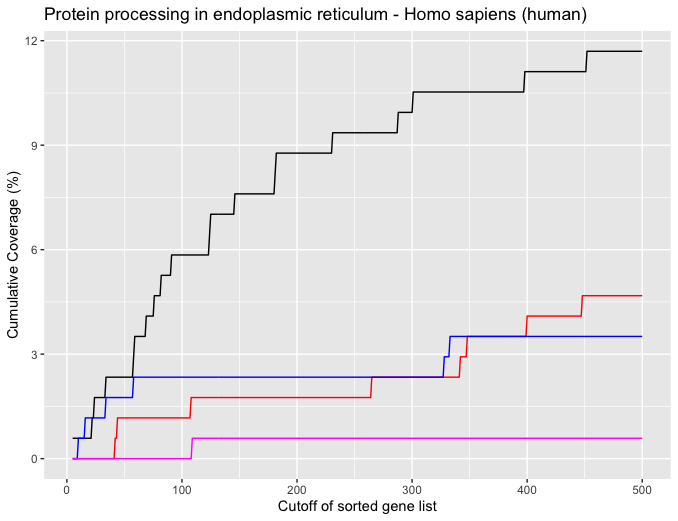 Protein processing in endoplasmic reticulum - Homo sapiens (human)
12
9
6
3
0
Cumulative Coverage (%)
0 100 200 300 400 500
Cutoff of sorted gene list